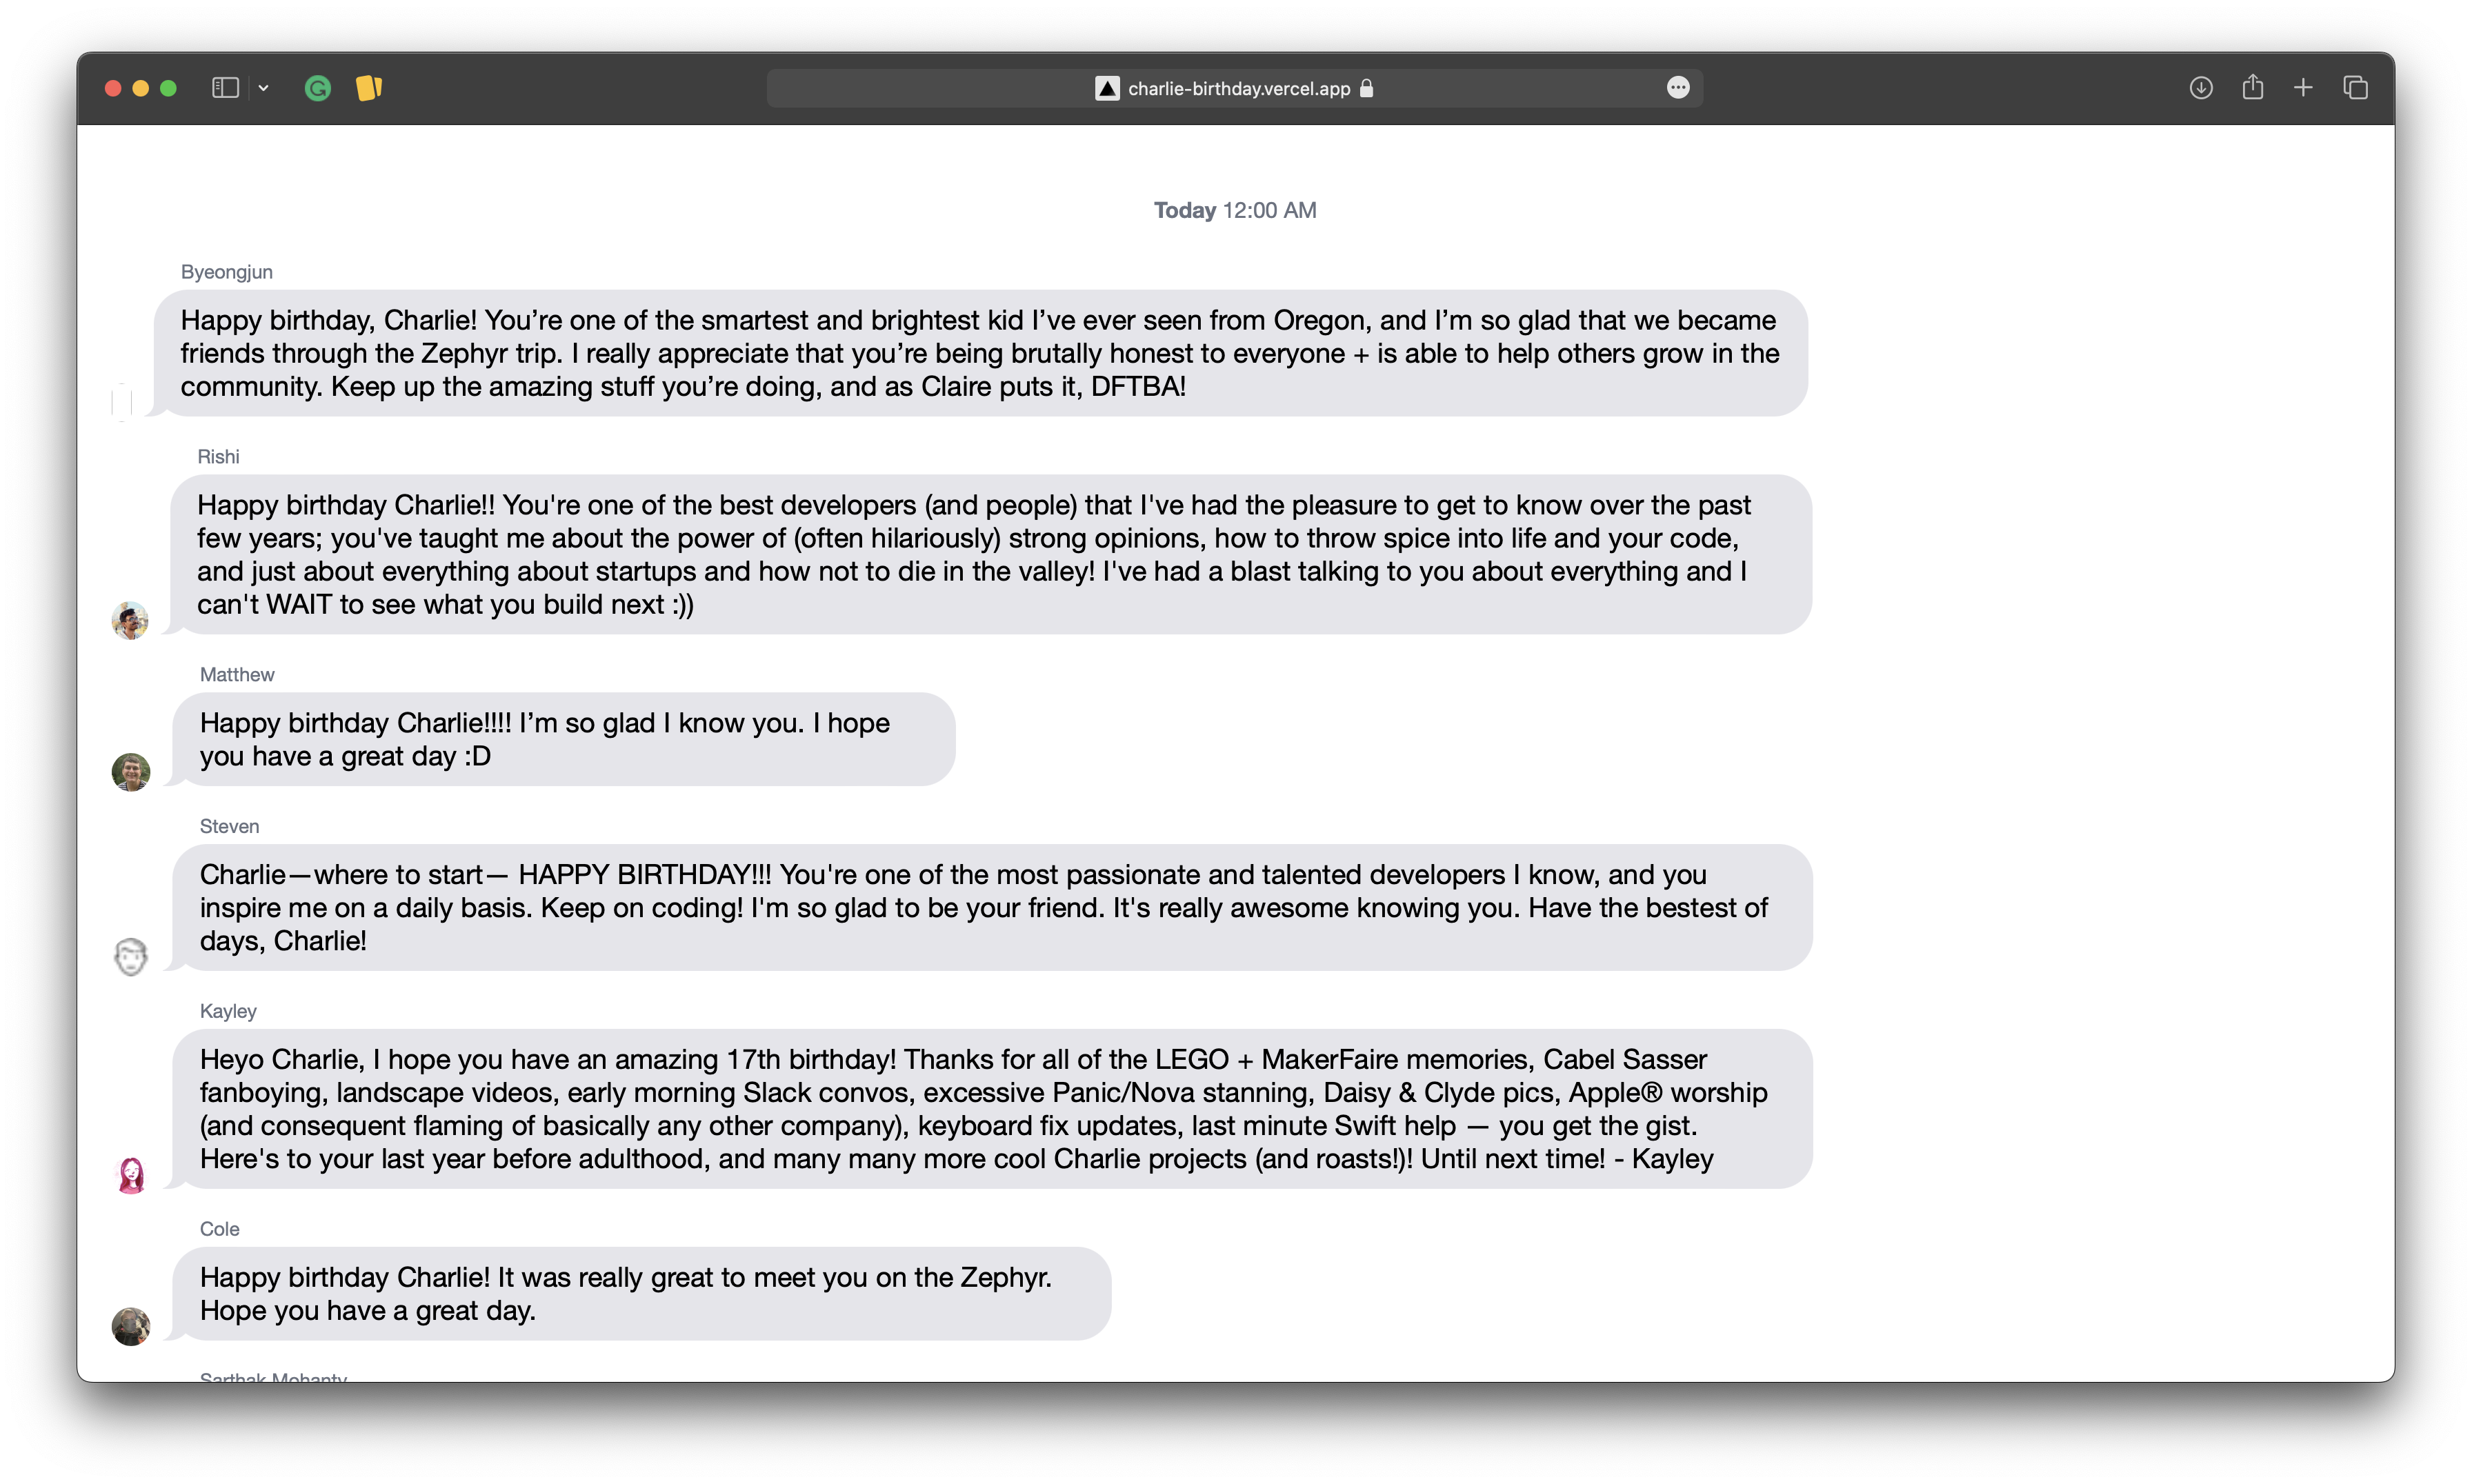 charlie-birthday.vercel.app
Today 12:00 AM
Byeongjun
Happy birthday, Charlie! You’re one of the smartest and brightest kid I’ve ever seen from Oregon, and I’m so glad that we became
friends through the Zephyr trip. I really appreciate that you’re being brutally honest to everyone + is able to help others grow in the
community. Keep up the amazing stuff you’re doing, and as Claire puts it, DFTBA!
Rishi
Happy birthday Charlie!! You're one of the best developers (and people) that I've had the pleasure to get to know over the past
few years; you've taught me about the power of (often hilariously) strong opinions, how to throw spice into life and your code,
and just about everything about startups and how not to die in the valley! I've had a blast talking to you about everything and I
can't WAIT to see what you build next :))
Matthew
Happy birthday Charlie!!!! I’m so glad I know you. I hope
you have a great day :D
Steven
Charlie—where to start— HAPPY BIRTHDAY!!! You're one of the most passionate and talented developers I know, and you
inspire me on a daily basis. Keep on coding! I'm so glad to be your friend. It's really awesome knowing you. Have the bestest of
days, Charlie!
Kayley
Heyo Charlie, I hope you have an amazing 17th birthday! Thanks for all of the LEGO + MakerFaire memories, Cabel Sasser
fanboying, landscape videos, early morning Slack convos, excessive Panic/Nova stanning, Daisy & Clyde pics, Apple® worship
(and consequent flaming of basically any other company), keyboard fix updates, last minute Swift help — you get the gist.
Here's to your last year before adulthood, and many many more cool Charlie projects (and roasts!)! Until next time! - Kayley
Cole
Happy birthday Charlie! It was really great to meet you on the Zephyr.
Hope you have a great day.
Sarthak Mohanty